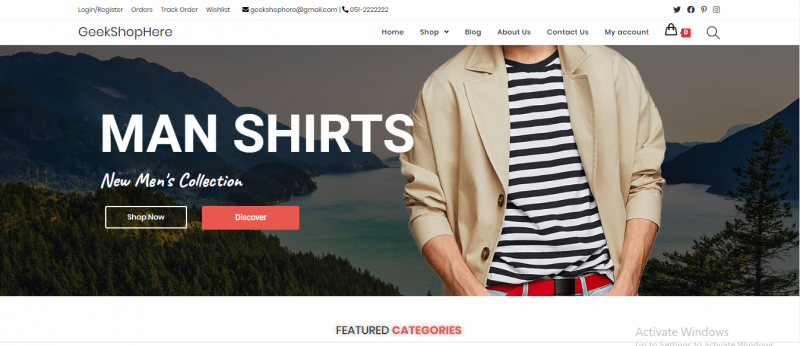 Login/Register Orders Track Order Wishlist geekshophere@gmail.com | 051-2222222
GeekShopHere
Home Shop Blog About Us Contact Us My account 0
MAN SHIRTS
New Men's Collection
Shop Now Discover
FEATURED CATEGORIES
Activate Windows
Go to Settings to activate Windows